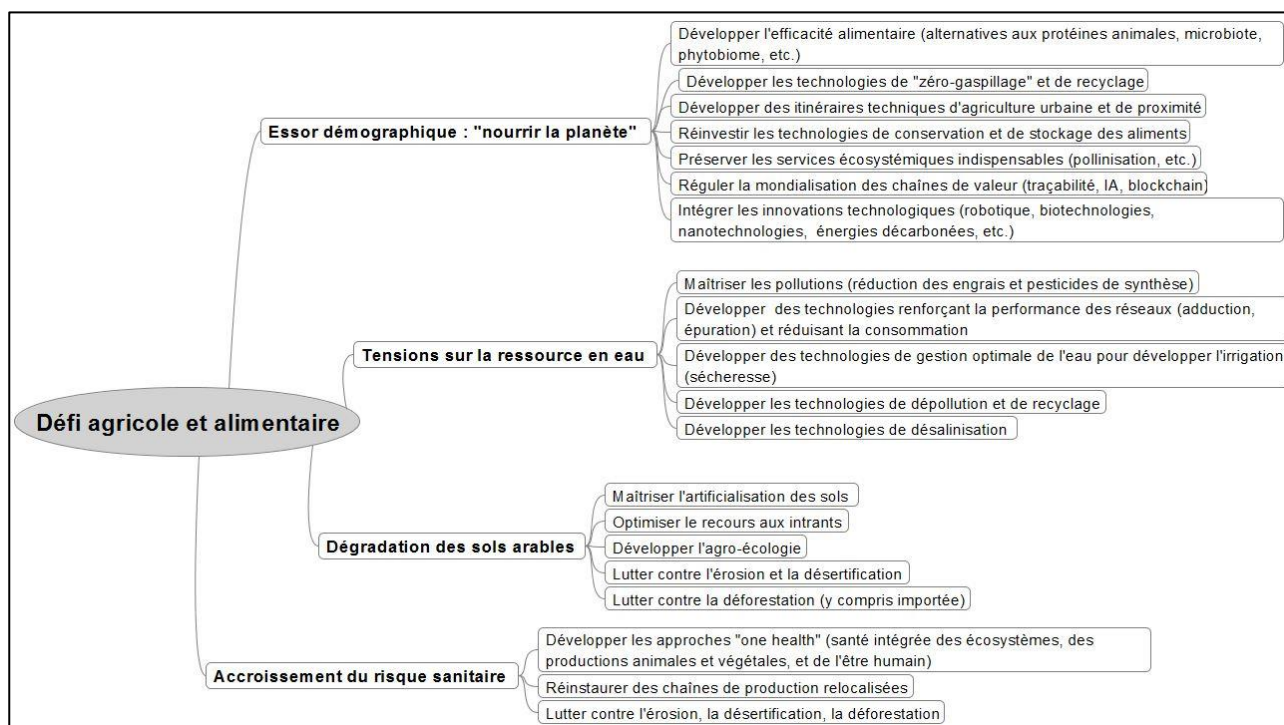 Développer l'efficacité alimentaire (alternatives aux protéines animales, microbiote,
phytobiome, etc.)
Développer les technologies de "zéro-gaspillage" et de recyclage
Développer des itinéraires techniques d'agriculture urbaine et de proximité
Essor démographique : "nourrir la planète"
Réinvestir les technologies de conservation et de stockage des aliments
Préserver les services écosystémiques indispensables (pollinisation, etc.)
Réguler la mondialisation des chaînes de valeur (traçabilité, IA, blockchain)
Intégrer les innovations technologiques (robotique, biotechnologies,
nanotechnologies, énergies décarbonées, etc.)
Maîtriser les pollutions (réduction des engrais et pesticides de synthèse)
Développer des technologies renforçant la performance des réseaux (adduction,
épuration) et réduisant la consommation
Tensions sur la ressource en eau
Développer des technologies de gestion optimale de l'eau pour développer l'irrigation
(sécheresse)
Développer les technologies de dépollution et de recyclage
Développer les technologies de désalinisation
Défi agricole et alimentaire
Maîtriser l'artificialisation des sols
Optimiser le recours aux intrants
Dégradation des sols arables
Développer l'agro-écologie
Lutter contre l'érosion et la désertification
Lutter contre la déforestation (y compris importée)
Développer les approches "one health" (santé intégrée des écosystèmes, des
productions animales et végétales, et de l'être humain)
Accroissement du risque sanitaire
Réinstaurer des chaînes de production relocalisées
Lutter contre l'érosion, la désertification, la déforestation